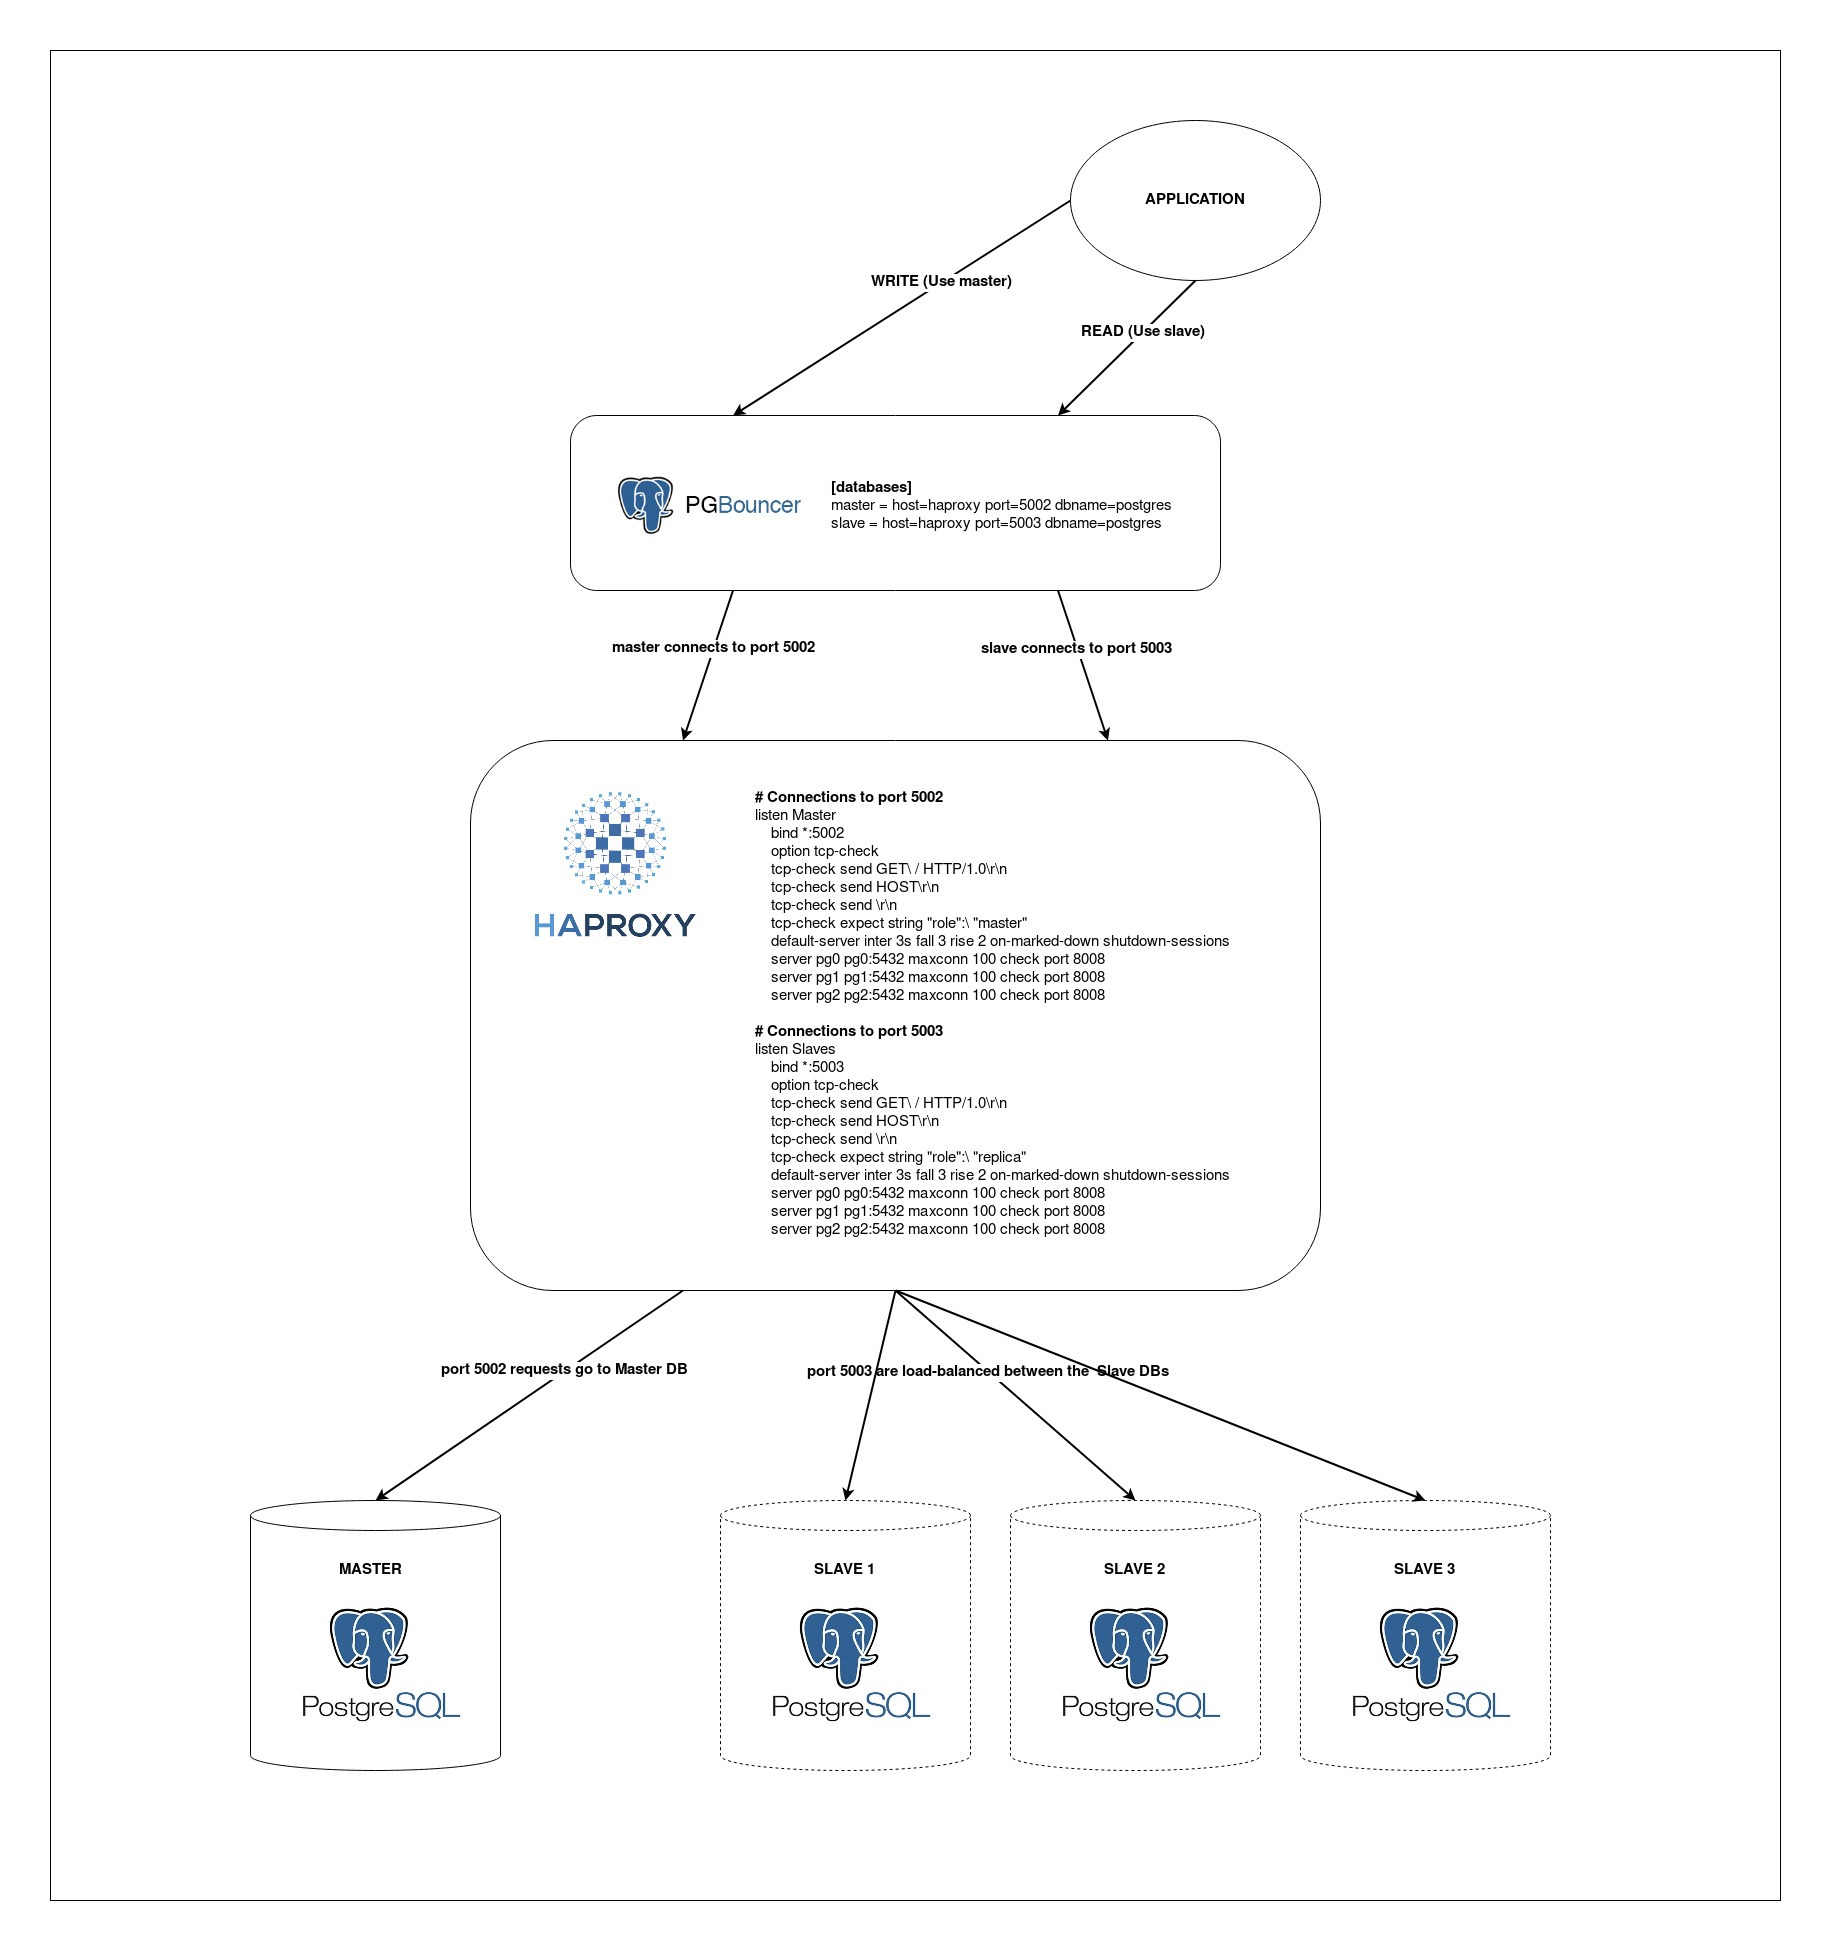 APPLICATION
WRITE (Use master)
READ (Use slave)
PGBouncer
[databases]
master = host=haproxy port=5002 dbname=postgres
slave = host=haproxy port=5003 dbname=postgres
master connects to port 5002
slave connects to port 5003
HAPROXY
# Connections to port 5002
listen Master
bind *:5002
option tcp-check
tcp-check send GET\ / HTTP/1.0\r\n
tcp-check send HOST\r\n
tcp-check send \r\n
tcp-check expect string "role":\ "master"
default-server inter 3s fall 3 rise 2 on-marked-down shutdown-sessions
server pg0 pg0:5432 maxconn 100 check port 8008
server pg1 pg1:5432 maxconn 100 check port 8008
server pg2 pg2:5432 maxconn 100 check port 8008
# Connections to port 5003
listen Slaves
bind *:5003
option tcp-check
tcp-check send GET\ / HTTP/1.0\r\n
tcp-check send HOST\r\n
tcp-check send \r\n
tcp-check expect string "role":\ "replica"
default-server inter 3s fall 3 rise 2 on-marked-down shutdown-sessions
server pg0 pg0:5432 maxconn 100 check port 8008
server pg1 pg1:5432 maxconn 100 check port 8008
server pg2 pg2:5432 maxconn 100 check port 8008
port 5002 requests go to Master DB
port 5003 are load-balanced between the Slave DBs
MASTER
PostgreSQL
SLAVE 1
PostgreSQL
SLAVE 2
PostgreSQL
SLAVE 3
PostgreSQL